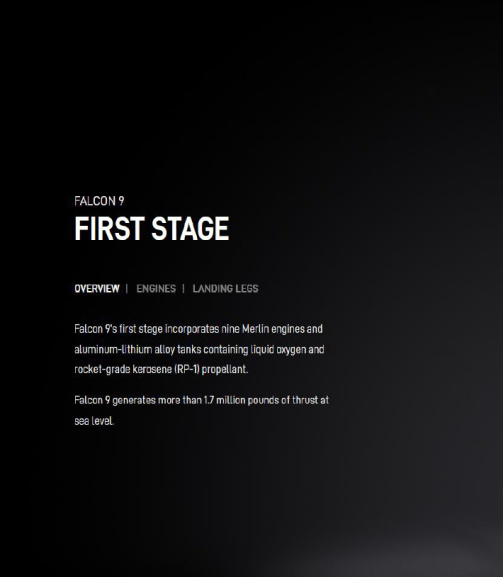 FALCON 9
FIRST STAGE
OVERVIEW | ENGINES | LANDING LEGS
Falcon 9's first stage incorporates nine Merlin engines and
aluminum-lithium alloy tanks containing liquid oxygen and
rocket-grade kerosene (RP-1) propellant.
Falcon 9 generates more than 1.7 million pounds of thrust at
sea level.